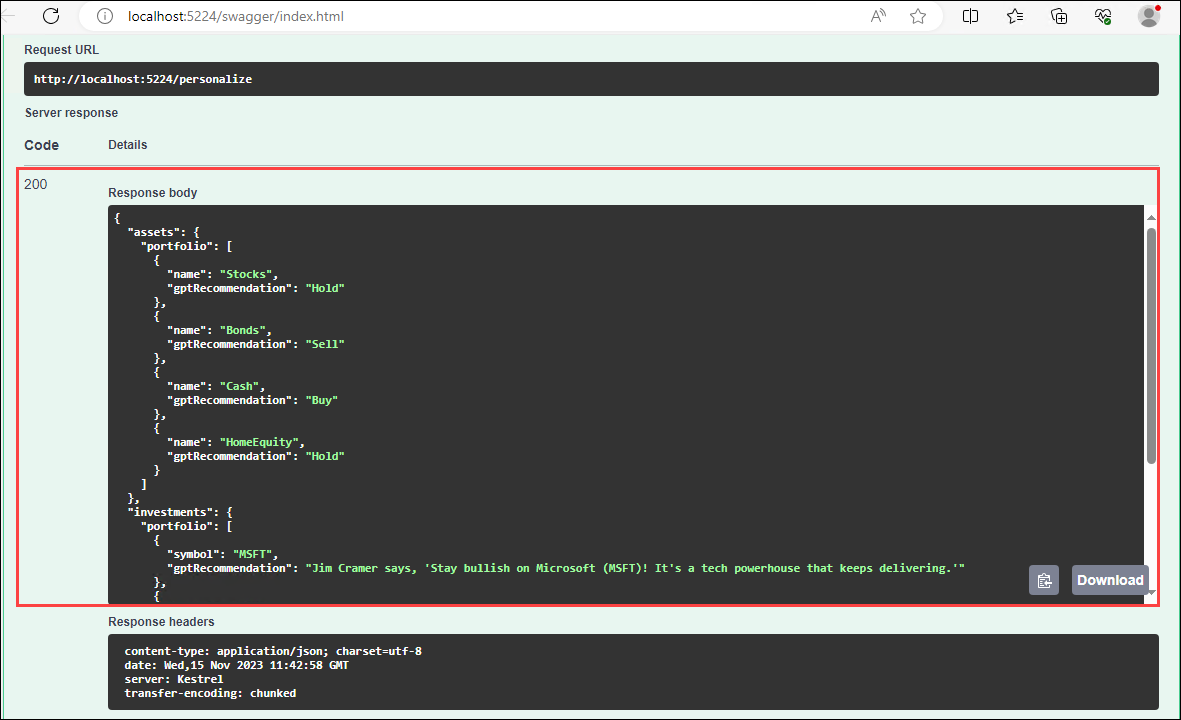 localhost:5224/swagger/index.html
Request URL
http://localhost:5224/personalize
Server response
Code Details
200
Response body
{
"assets": {
"portfolio": [
{
"name": "Stocks",
"gptRecommendation": "Hold"
},
{
"name": "Bonds",
"gptRecommendation": "Sell"
},
{
"name": "Cash",
"gptRecommendation": "Buy"
},
{
"name": "HomeEquity",
"gptRecommendation": "Hold"
}
]
},
"investments": {
"portfolio": [
{
"symbol": "MSFT",
"gptRecommendation": "Jim Cramer says, 'Stay bullish on Microsoft (MSFT)! It's a tech powerhouse that keeps delivering.'"
},
{
Download
Response headers
content-type: application/json; charset=utf-8
date: Wed,15 Nov 2023 11:42:58 GMT
server: Kestrel
transfer-encoding: chunked